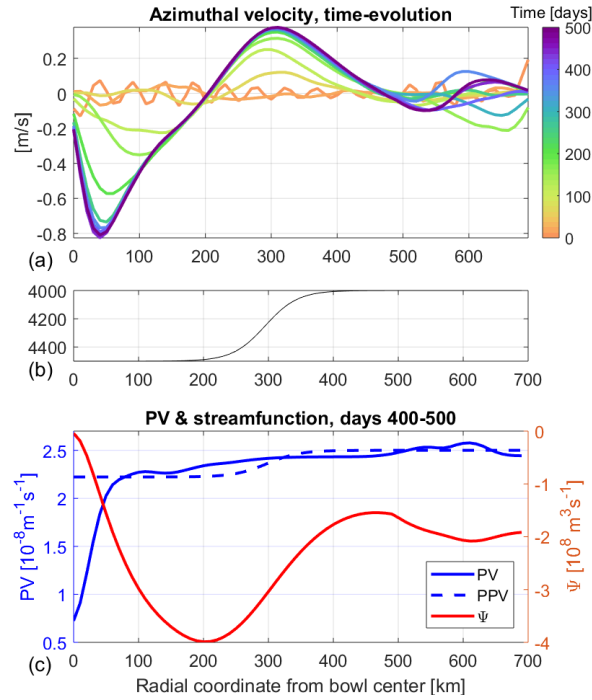 Azimuthal velocity, time-evolution
Time [days]
500
400
300
200
100
0
[m/s]
0.2
0
-0.2
-0.4
-0.6
-0.8
0 100 200 300 400 500 600
(a)
4000
4200
4400
0 100 200 300 400 500 600 700
(b)
PV & streamfunction, days 400-500
PV [10-8m-1s-1]
2.5
2
1.5
1
0.5
0
-1
-2
-3
-4
Ψ [108 m3s-1]
PV
PPV
Ψ
0 100 200 300 400 500 600 700
(c)
Radial coordinate from bowl center [km]